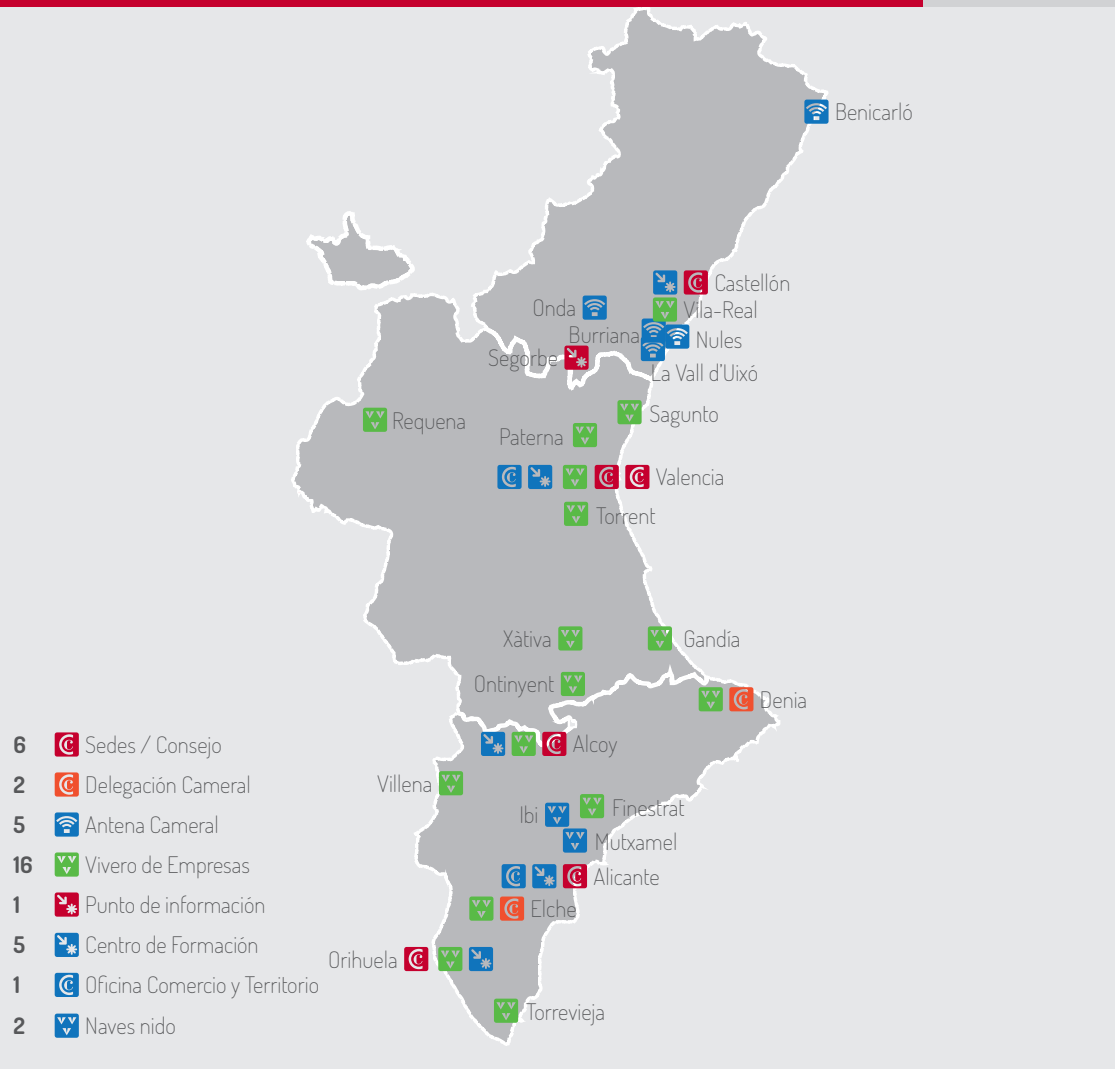 Benicarló
Castellón
Onda
Vila-Real
Burriana
Nules
Segorbe
La Vall d'Uixó
Sagunto
Requena
Paterna
Valencia
Torrent
Xàtiva
Gandía
Ontinyent
Denia
Alcoy
Villena
Finestrat
Ibi
Mutxamel
Alicante
Elche
Orihuela
Torrevieja
6 Sedes / Consejo
2 Delegación Cameral
5 Antena Cameral
16 Vivero de Empresas
1 Punto de información
5 Centro de Formación
1 Oficina Comercio y Territorio
2 Naves nido